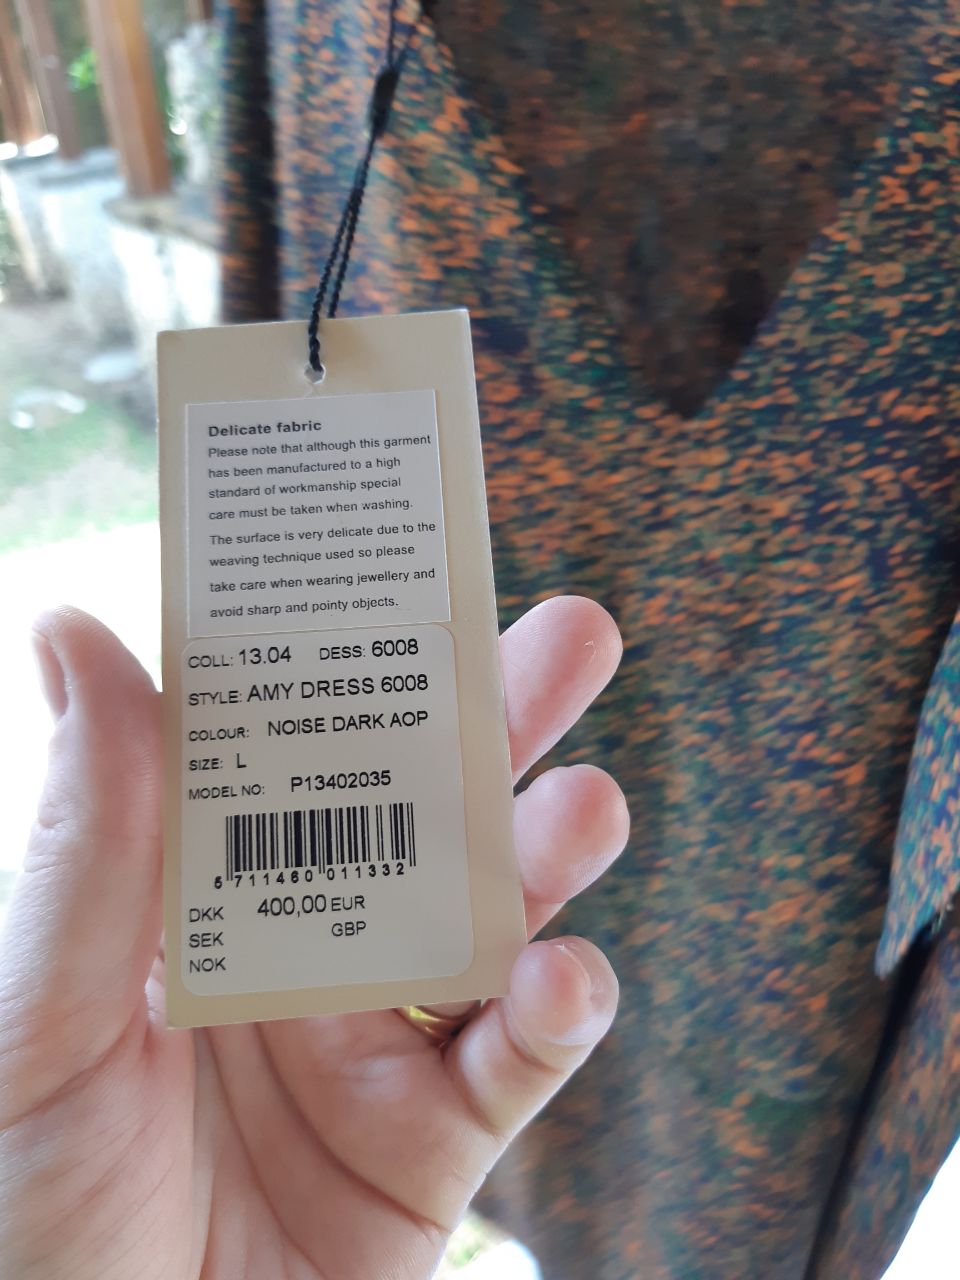 Delicate fabric
Please note that although this garment
has been manufactured to a high
standard of workmanship special
care must be taken when washing.
The surface is very delicate due to the
weaving technique used so please
take care when wearing jewellery and
avoid sharp and pointy objects.
COLL: 13.04 DESS: 6008
STYLE: AMY DRESS 6008
COLOUR: NOISE DARK AOP
SIZE: L
MODEL NO: P13402035
5 711460 011332
DKK 400,00 EUR
SEK GBP
NOK